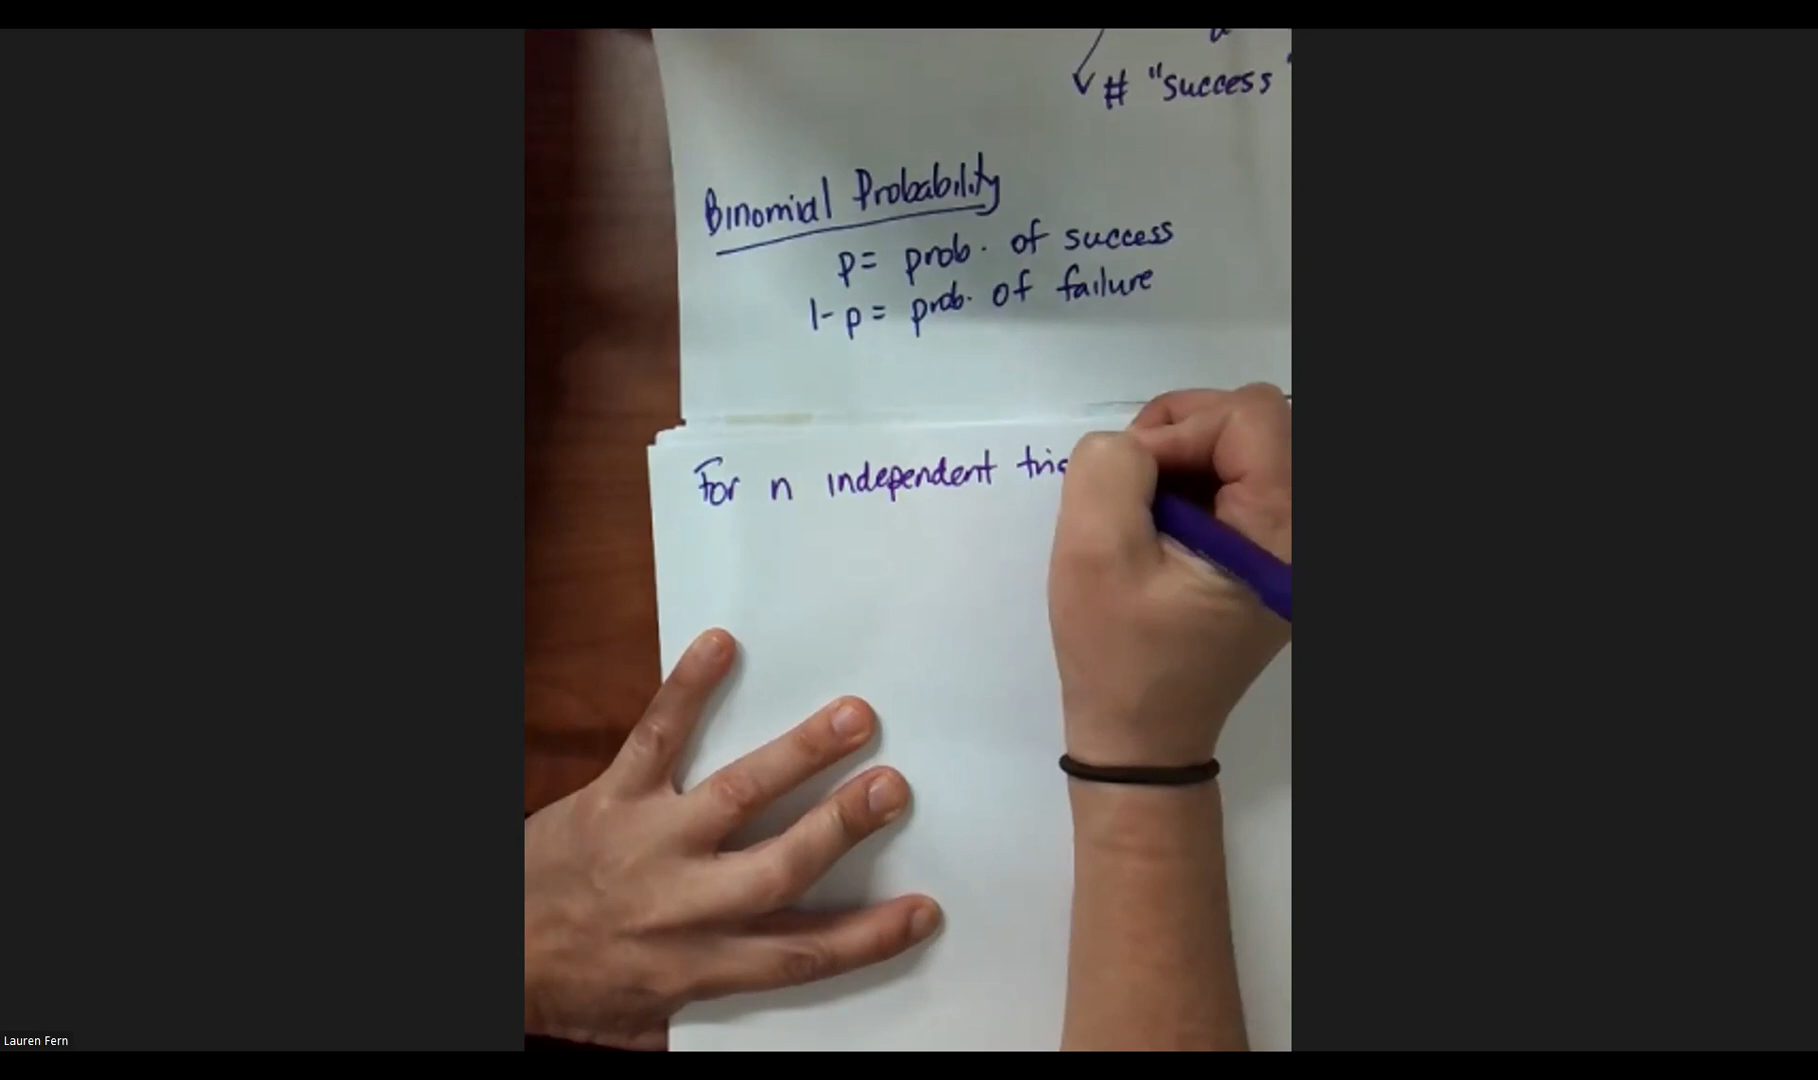 # "success"
Binomial Probability
p = prob. of success
1 - p = prob. of failure
For n independent
Lauren Fern